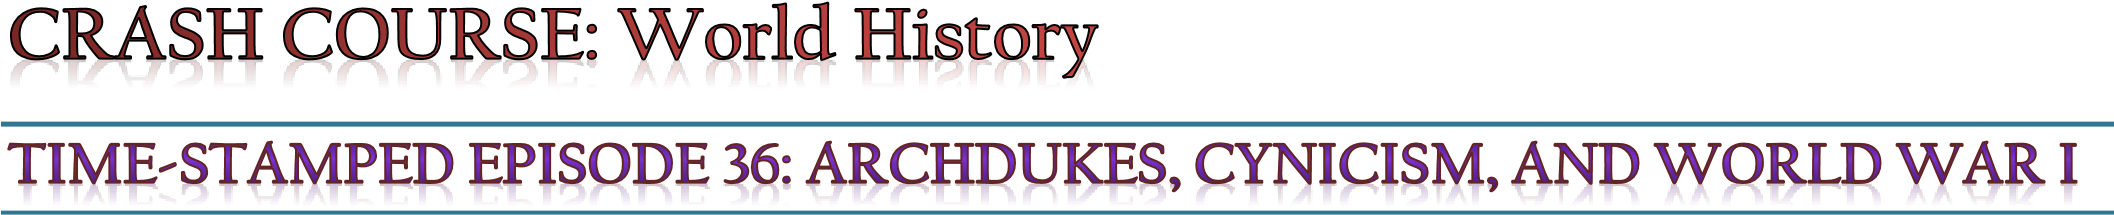 CRASH COURSE: World History
TIME-STAMPED EPISODE 36: ARCHDUKES, CYNICISM, AND WORLD WAR I